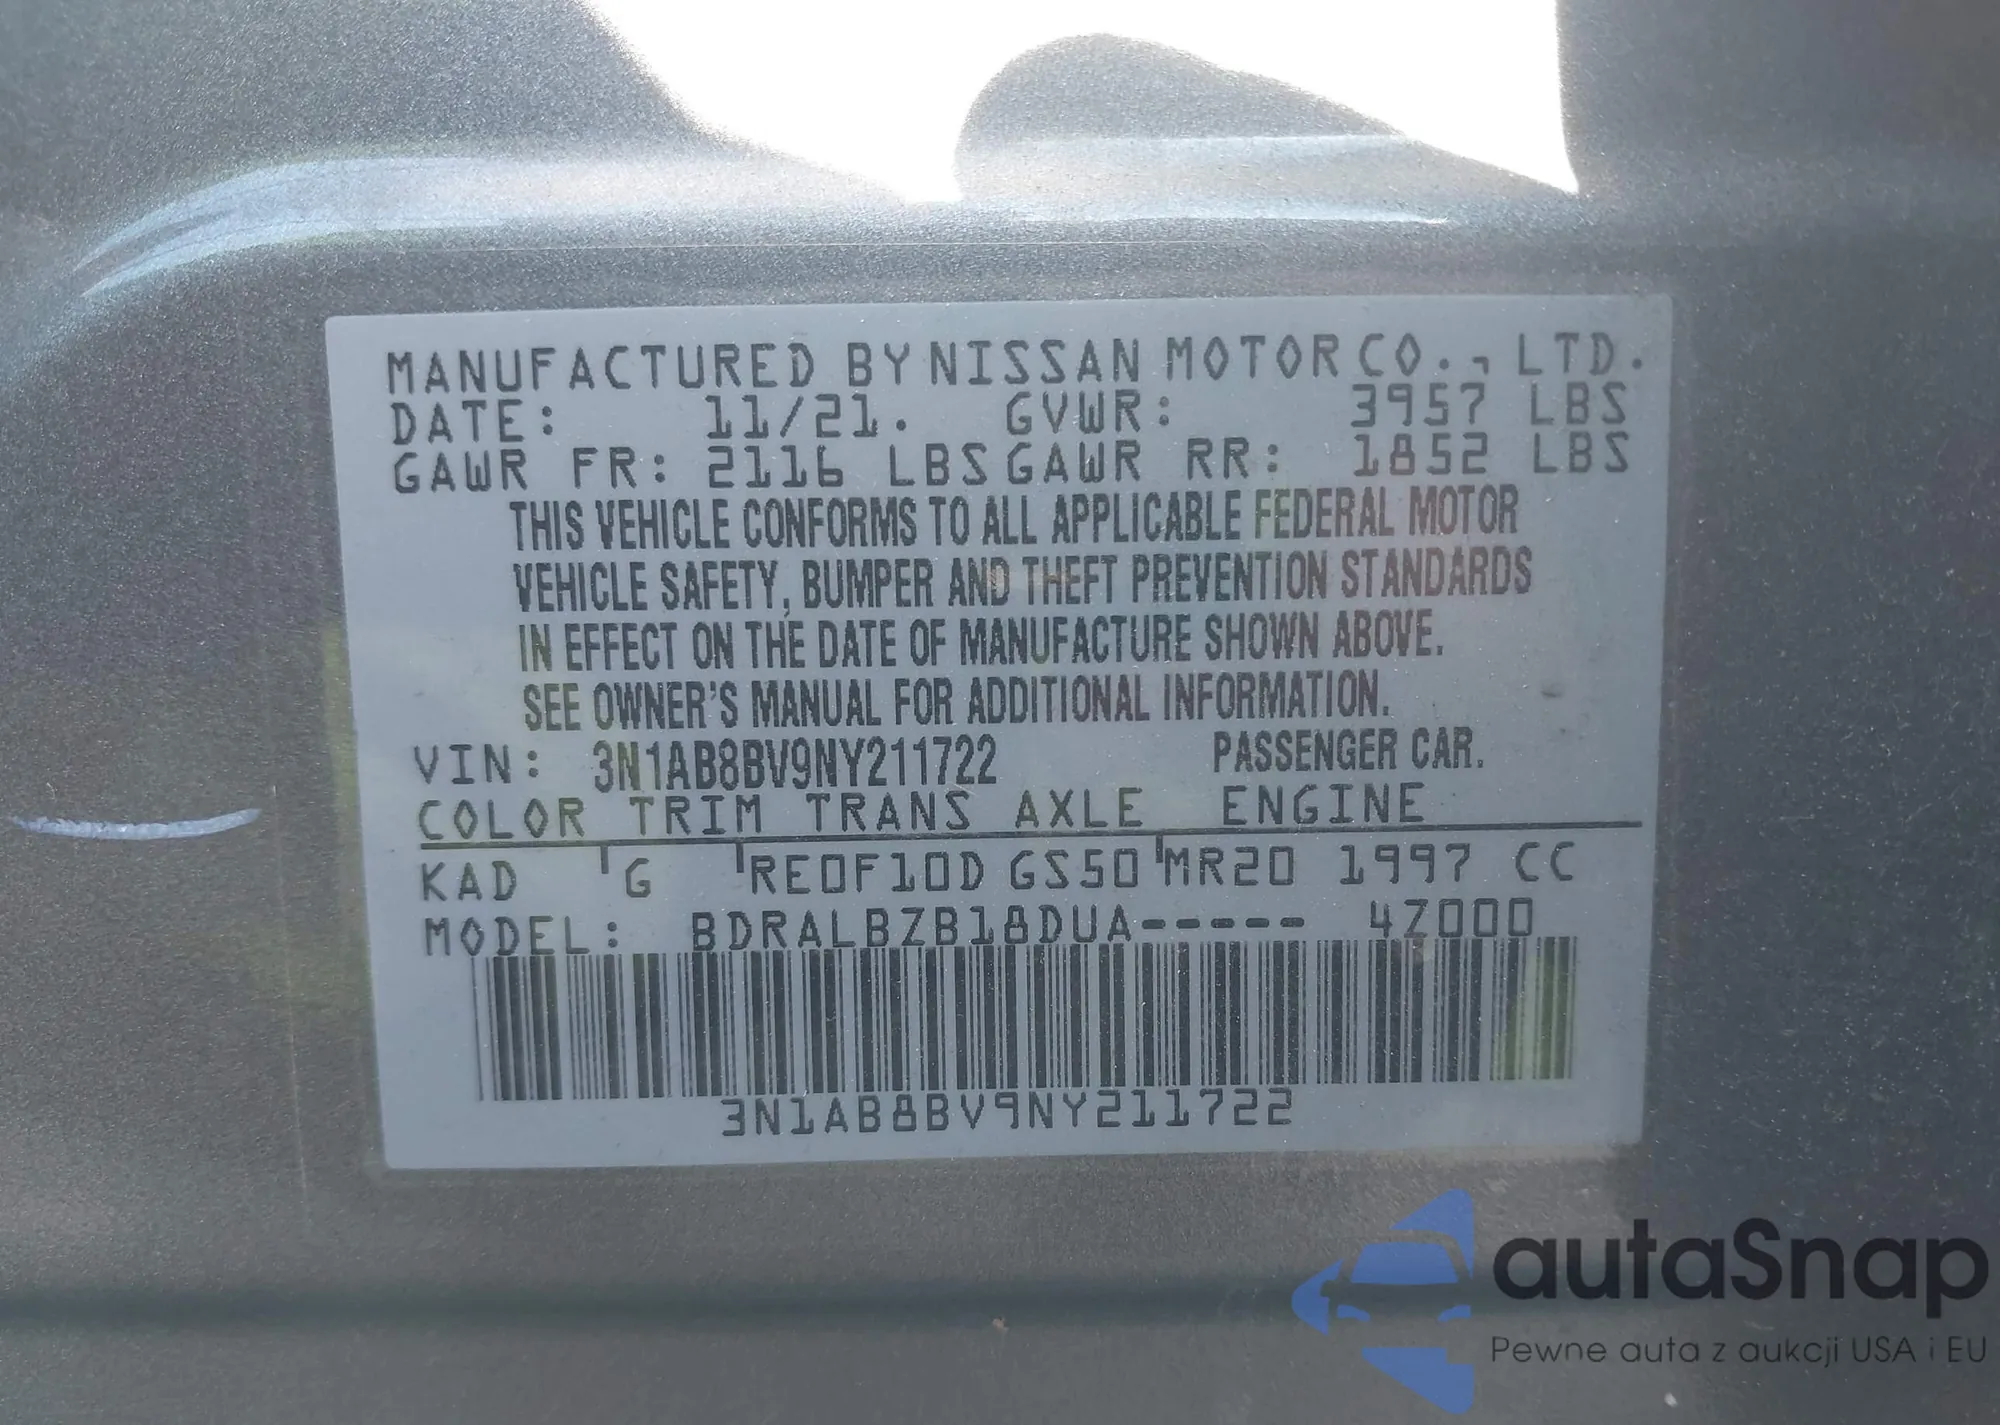 MANUFACTURED BY NISSAN MOTOR CO., LTD.
DATE: 11/21. GVWR: 3957 LBS
GAWR FR: 2116 LBS GAWR RR: 1852 LBS
THIS VEHICLE CONFORMS TO ALL APPLICABLE FEDERAL MOTOR
VEHICLE SAFETY, BUMPER AND THEFT PREVENTION STANDARDS
IN EFFECT ON THE DATE OF MANUFACTURE SHOWN ABOVE.
SEE OWNER'S MANUAL FOR ADDITIONAL INFORMATION.
VIN: 3N1AB8BV9NY211722 PASSENGER CAR.
COLOR TRIM TRANS AXLE ENGINE
KAD G RE0F10D GS50 MR20 1997 CC
MODEL: BDRALBZB18DUA----- 4Z000
3N1AB8BV9NY211722
autaSnap
Pewne auta z aukcji USA i EU